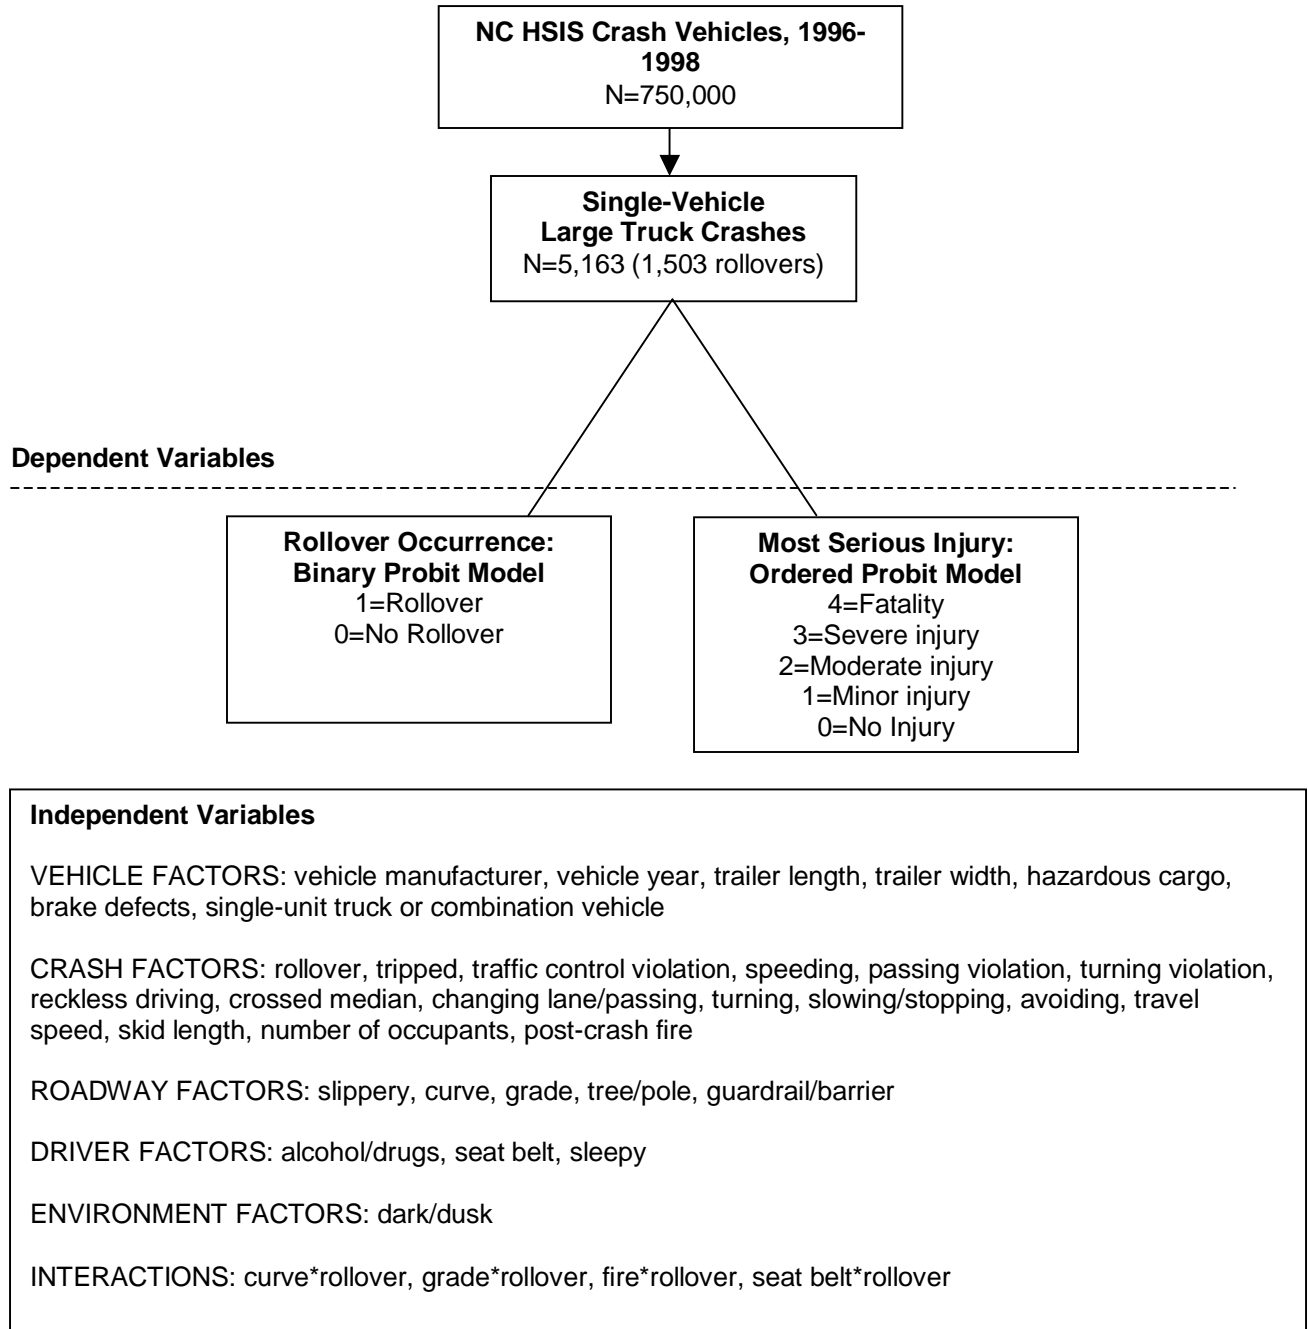 NC HSIS Crash Vehicles, 1996-
1998
N=750,000
Single-Vehicle
Large Truck Crashes
N=5,163 (1,503 rollovers)
Dependent Variables
Rollover Occurrence:
Binary Probit Model
1=Rollover
0=No Rollover
Most Serious Injury:
Ordered Probit Model
4=Fatality
3=Severe injury
2=Moderate injury
1=Minor injury
0=No Injury
Independent Variables
VEHICLE FACTORS: vehicle manufacturer, vehicle year, trailer length, trailer width, hazardous cargo,
brake defects, single-unit truck or combination vehicle
CRASH FACTORS: rollover, tripped, traffic control violation, speeding, passing violation, turning violation,
reckless driving, crossed median, changing lane/passing, turning, slowing/stopping, avoiding, travel
speed, skid length, number of occupants, post-crash fire
ROADWAY FACTORS: slippery, curve, grade, tree/pole, guardrail/barrier
DRIVER FACTORS: alcohol/drugs, seat belt, sleepy
ENVIRONMENT FACTORS: dark/dusk
INTERACTIONS: curve*rollover, grade*rollover, fire*rollover, seat belt*rollover